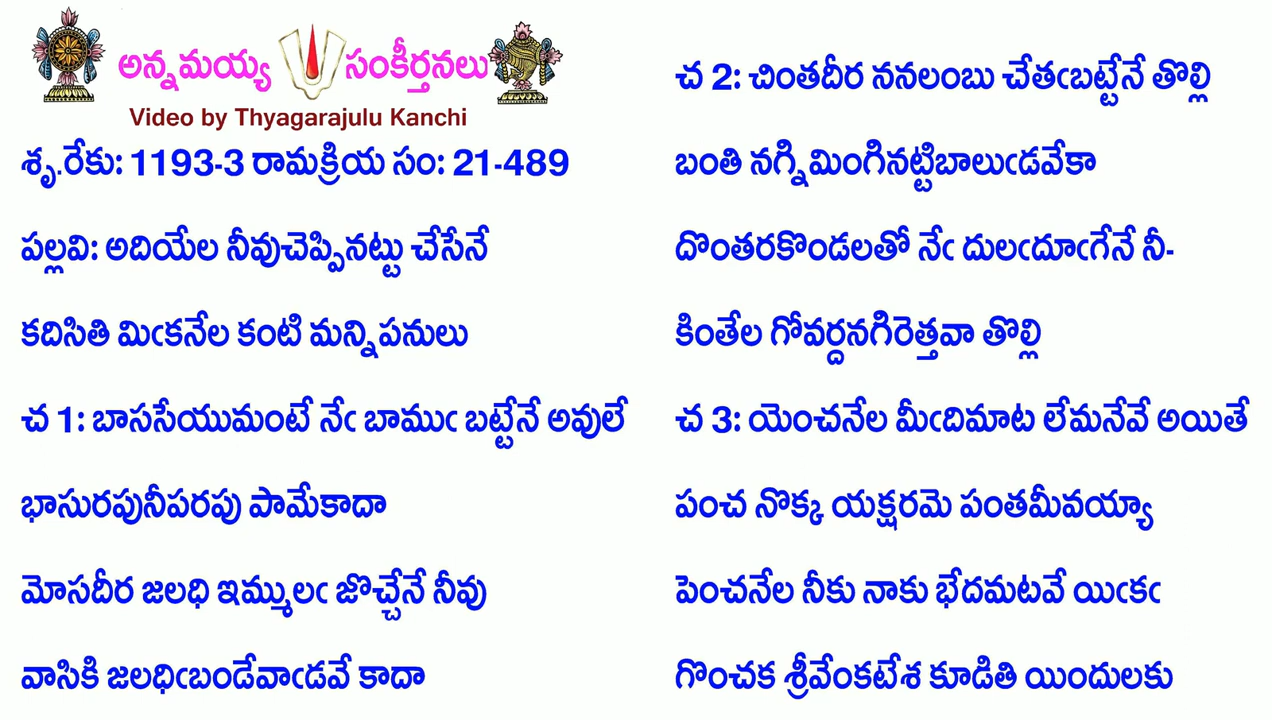 అన్నమయ్య సంకీర్తనలు
Video by Thyagarajulu Kanchi
శృ.రేకు: 1193-3 రామక్రియ సం: 21-489
పల్లవి: అదియేల నీవుచెప్పినట్టు చేసేనే
కదిసితి మిఁకనేల కంటి మన్నిపనులు
చ 1: బాససేయుమంటే నేఁ బాముఁ బట్టేనే అవులే
భాసురపునీపరపు పామేకాదా
మోసదీర జలధి ఇమ్ములఁ జొచ్చేనే నీవు
వాసికి జలధిఁబండేవాఁడవే కాదా
చ 2: చింతదీర ననలంబు చేతఁబట్టేనే తొల్లి
బంతి నగ్నిమింగినట్టిబాలుఁడవేకా
దొంతరకొండలతో నేఁ దులఁదూఁగేనే నీ-
కింతేల గోవర్దనగిరెత్తవా తొల్లి
చ 3: యెంచనేల మీఁదిమాట లేమనేవే అయితే
పంచ నొక్క యక్షరమె పంతమీవయ్యా
పెంచనేల నీకు నాకు భేదమటవే యిఁకఁ
గొంచక శ్రీవేంకటేశ కూడితి యిందులకు